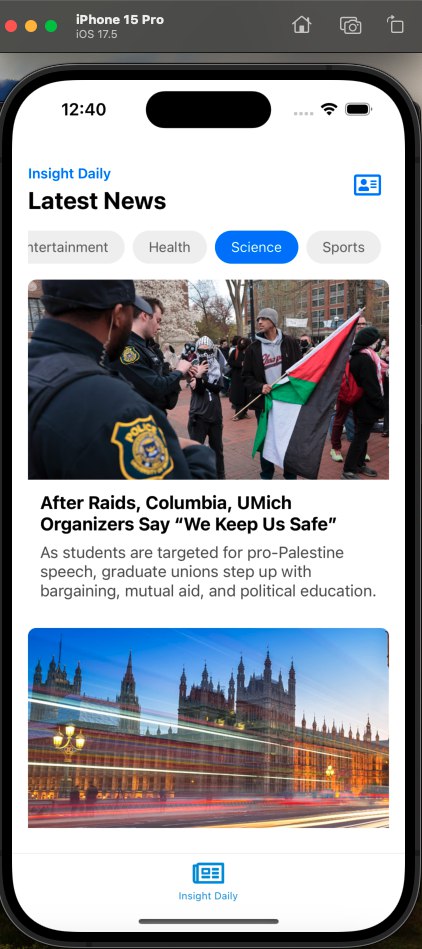 iPhone 15 Pro
iOS 17.5
12:40
Insight Daily
Latest News
ntertainment
Health
Science
Sports
POLICE
After Raids, Columbia, UMich
Organizers Say “We Keep Us Safe”
As students are targeted for pro-Palestine
speech, graduate unions step up with
bargaining, mutual aid, and political education.
Insight Daily